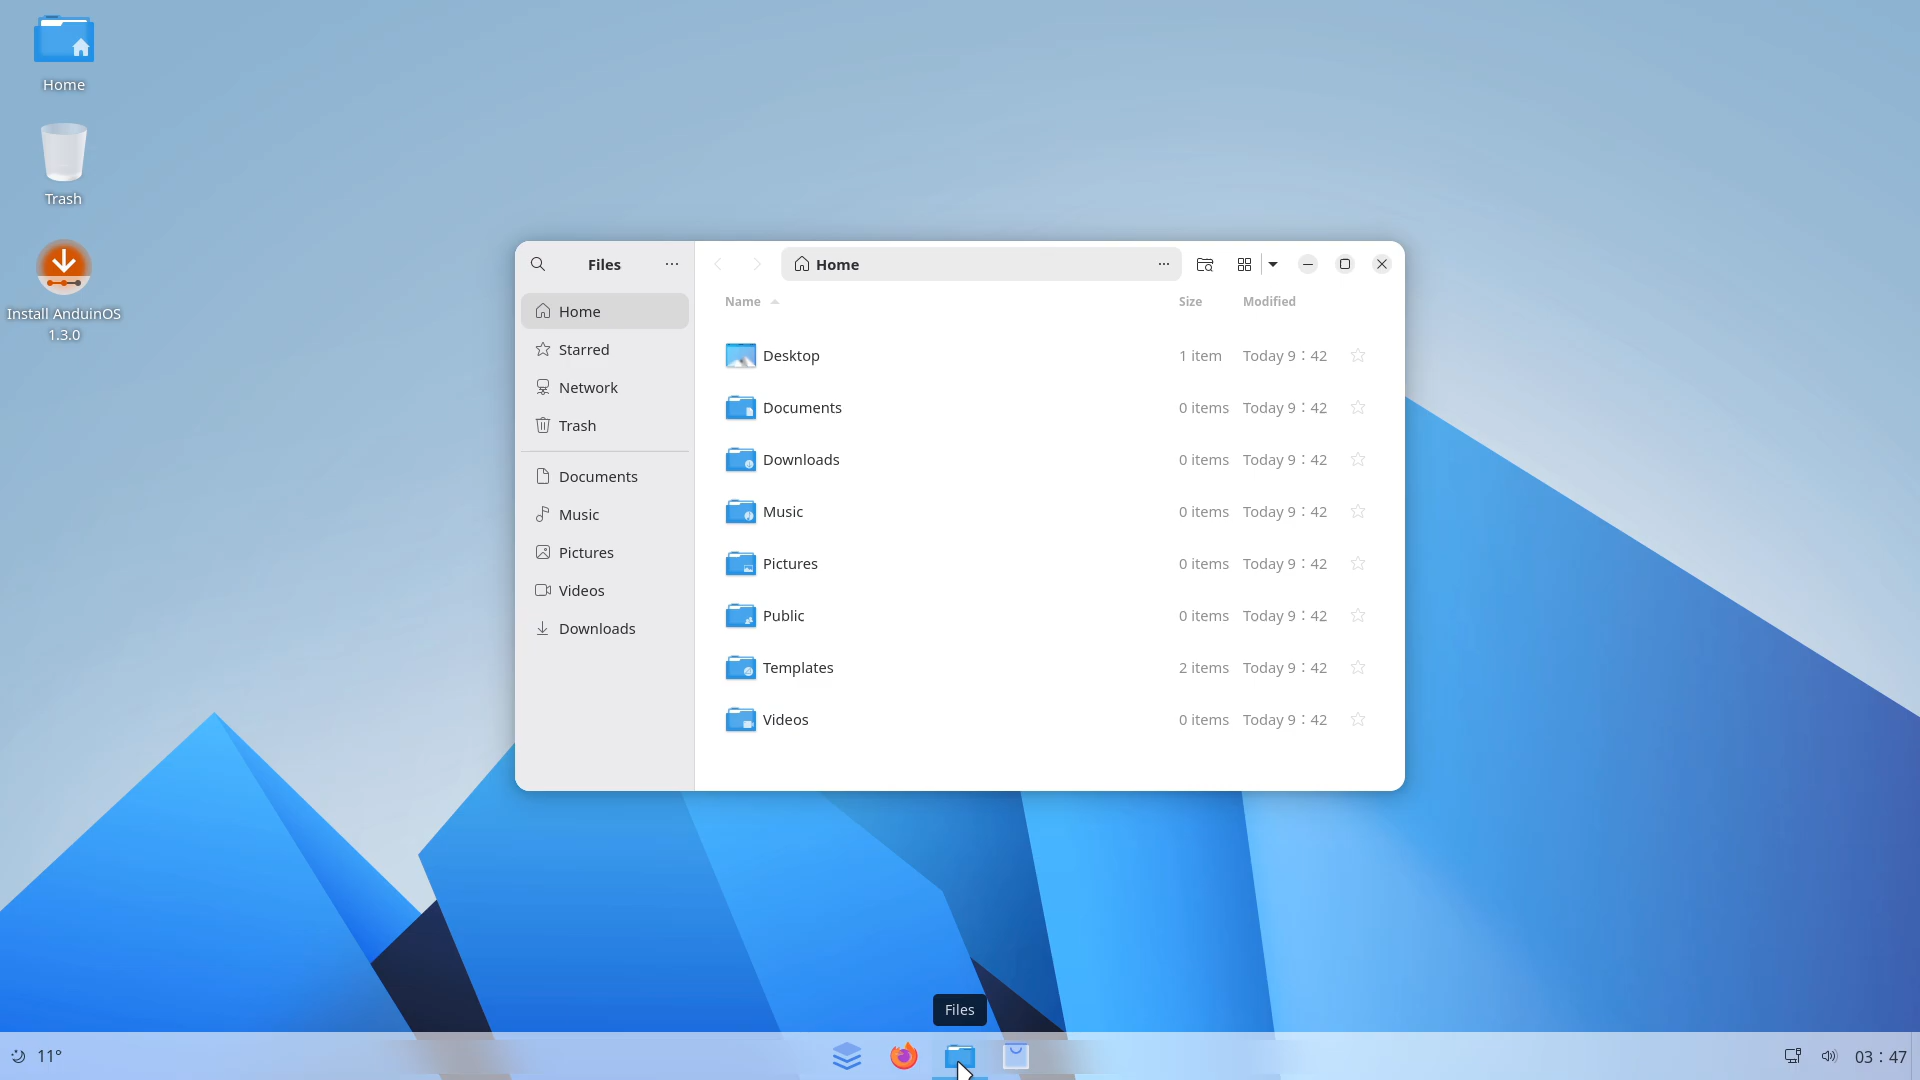 Home
Trash
Install AnduinOS
1.3.0
Files
Home
Starred
Network
Trash
Documents
Music
Pictures
Videos
Downloads
Home
Name Size Modified
Desktop 1 item Today 9∶42
Documents 0 items Today 9∶42
Downloads 0 items Today 9∶42
Music 0 items Today 9∶42
Pictures 0 items Today 9∶42
Public 0 items Today 9∶42
Templates 2 items Today 9∶42
Videos 0 items Today 9∶42
Files
11°
03∶47